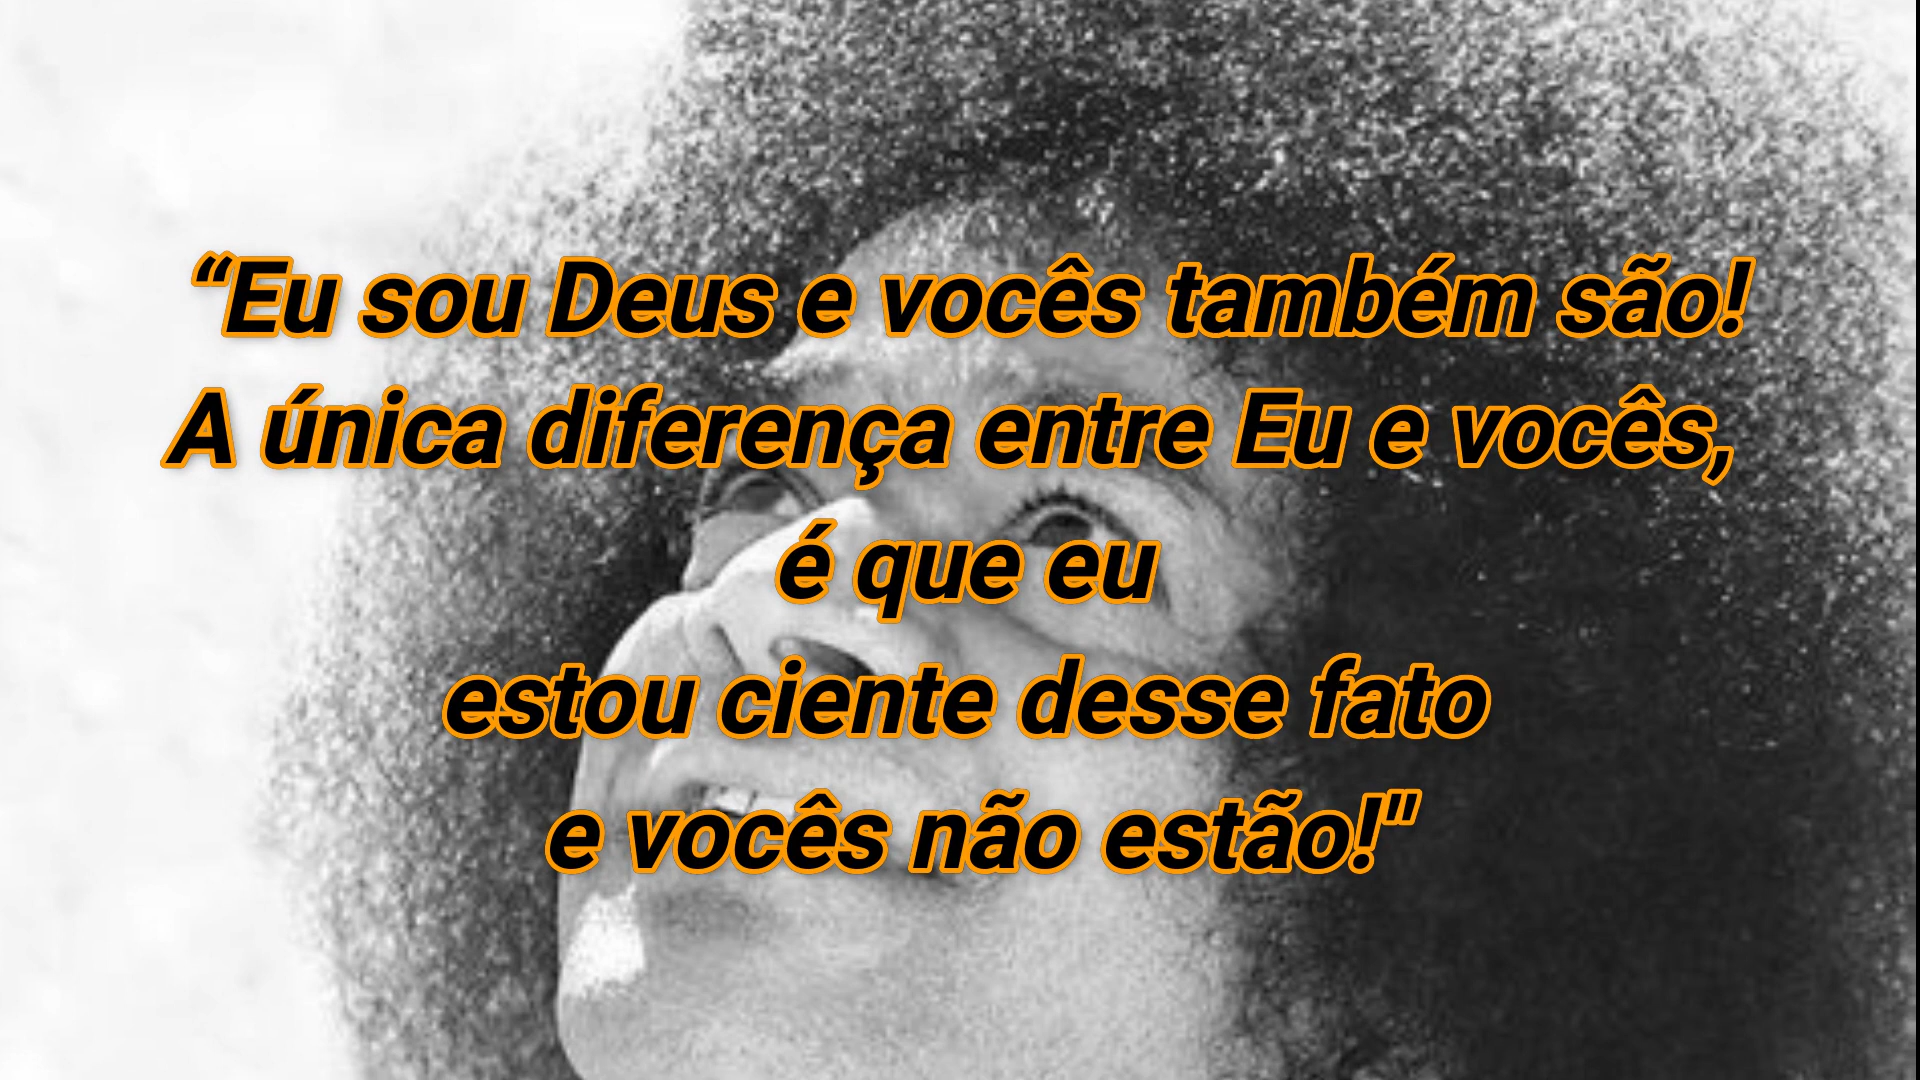 “Eu sou Deus e vocês também são!
A única diferença entre Eu e vocês,
é que eu
estou ciente desse fato
e vocês não estão!"